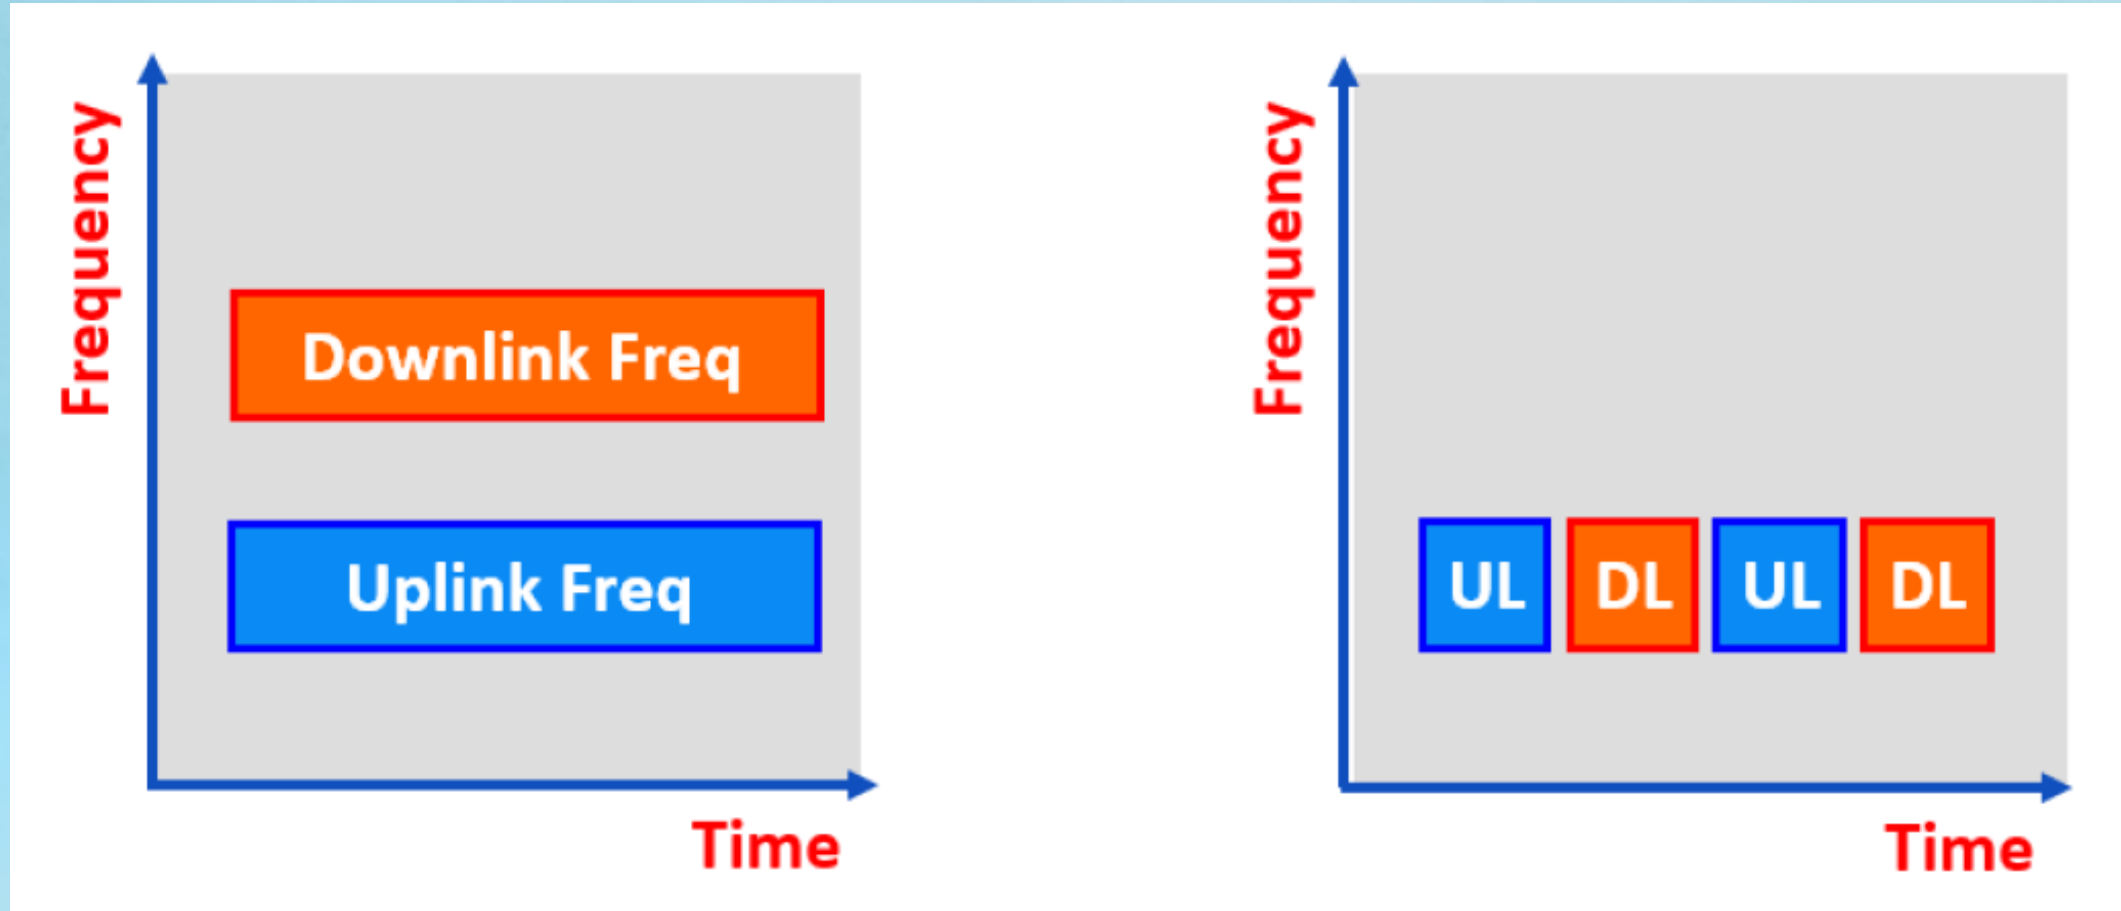 Frequency
Downlink Freq
Uplink Freq
Time
Frequency
UL DL UL DL
Time